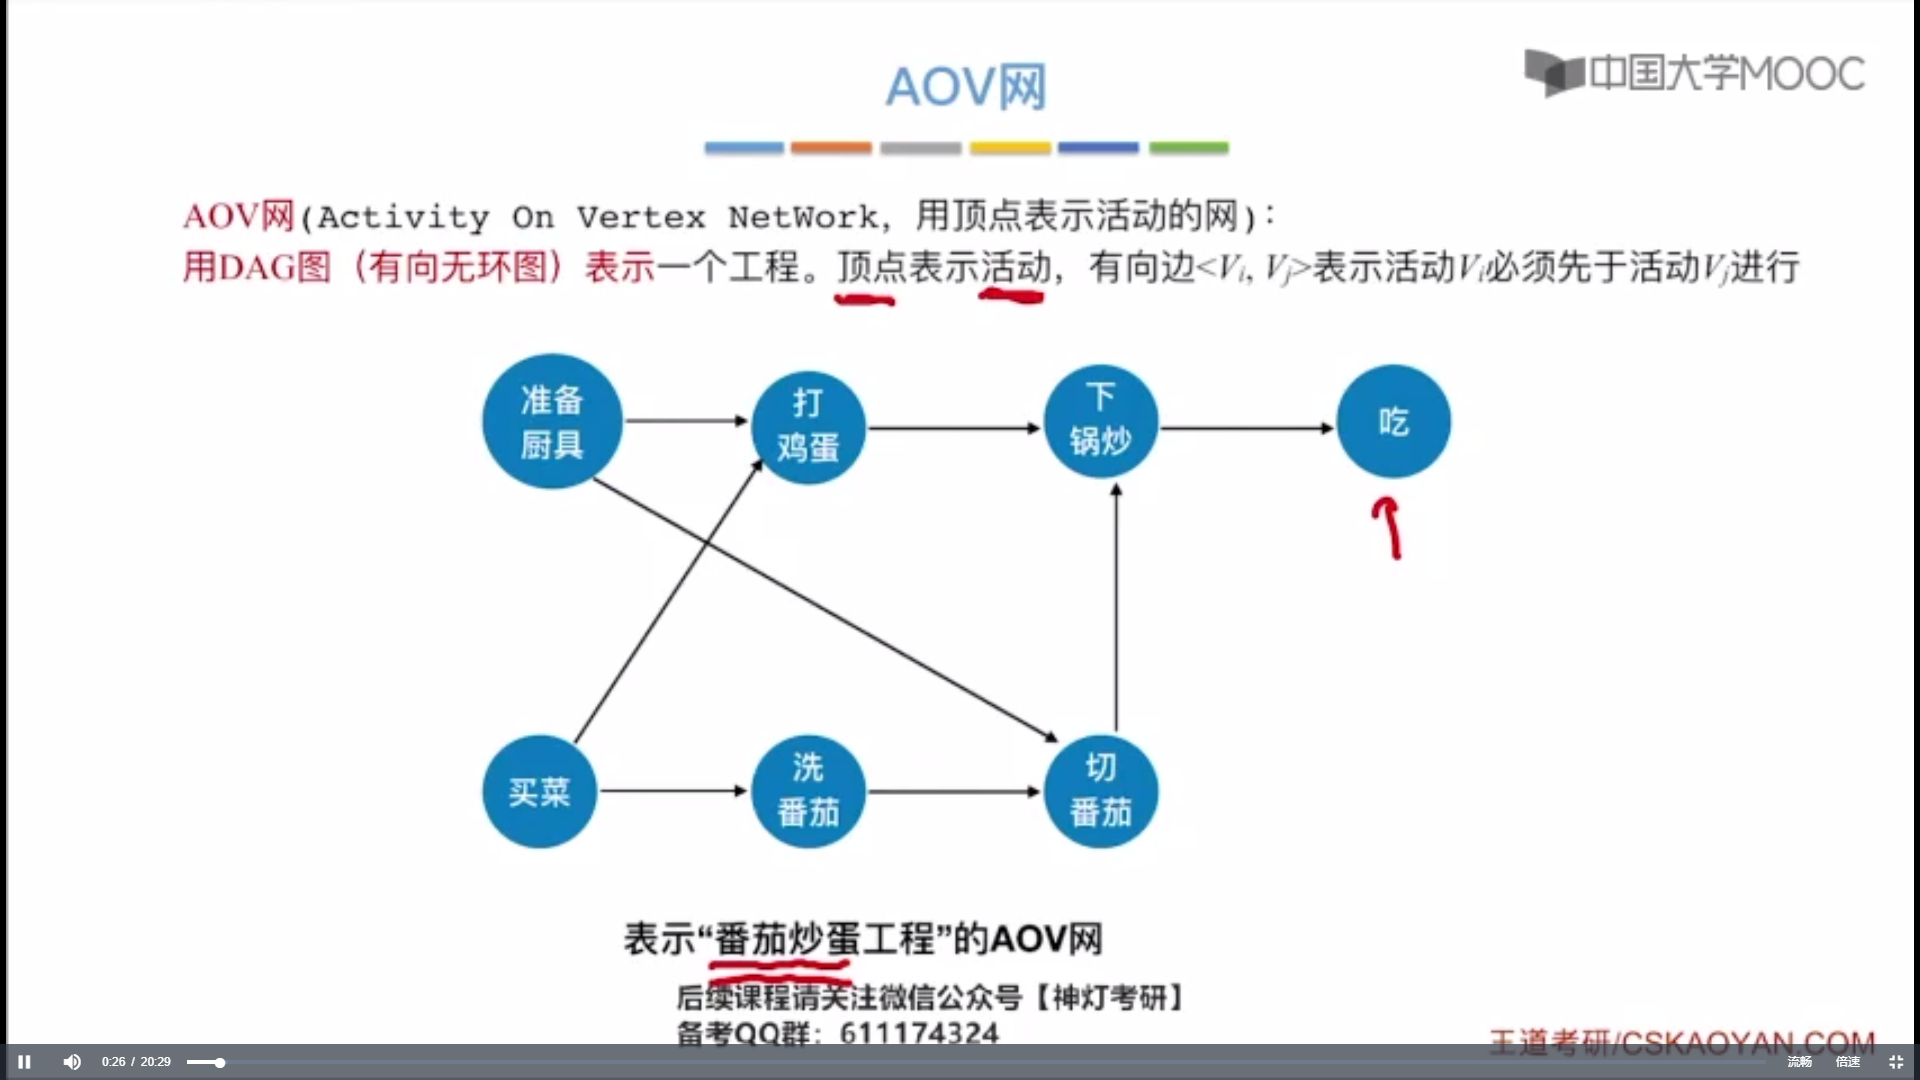 中国大学MOOC
AOV网
AOV网(Activity On Vertex NetWork，用顶点表示活动的网)：
用DAG图（有向无环图）表示一个工程。顶点表示活动，有向边<Vi, Vj>表示活动Vi必须先于活动Vj进行
准备
厨具
打
鸡蛋
下
锅炒
吃
买菜
洗
番茄
切
番茄
表示“番茄炒蛋工程”的AOV网
后续课程请关注微信公众号【神灯考研】
备考QQ群：611174324
王道考研/CSKAOYAN.COM
0:26 / 20:29
流畅
倍速